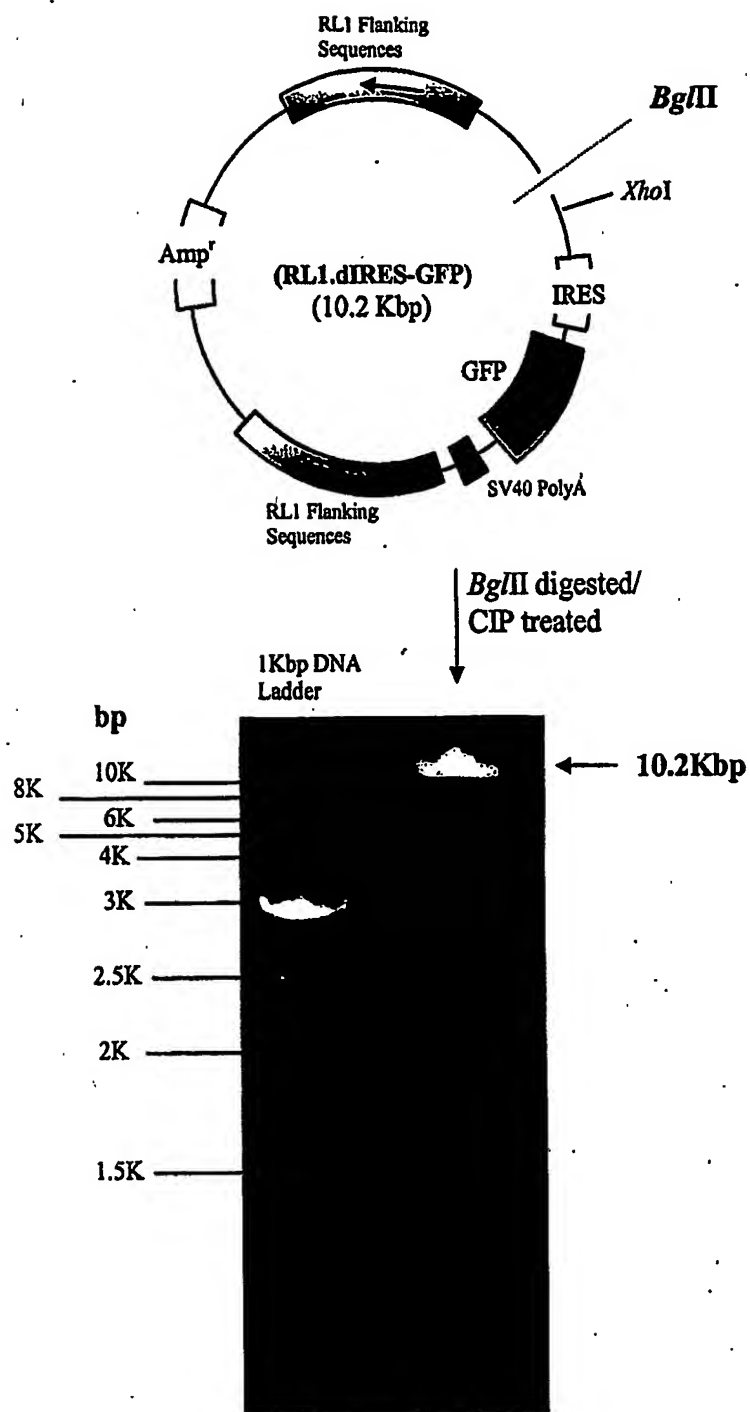 RL1 Flanking
Sequences
BglII
XhoI
Ampʳ
(RL1.dIRES-GFP)
(10.2 Kbp)
IRES
GFP
SV40 PolyA
RL1 Flanking
Sequences
BglII digested/
CIP treated
1Kbp DNA
Ladder
bp
10K
10.2Kbp
8K
6K
5K
4K
3K
2.5K
2K
1.5K